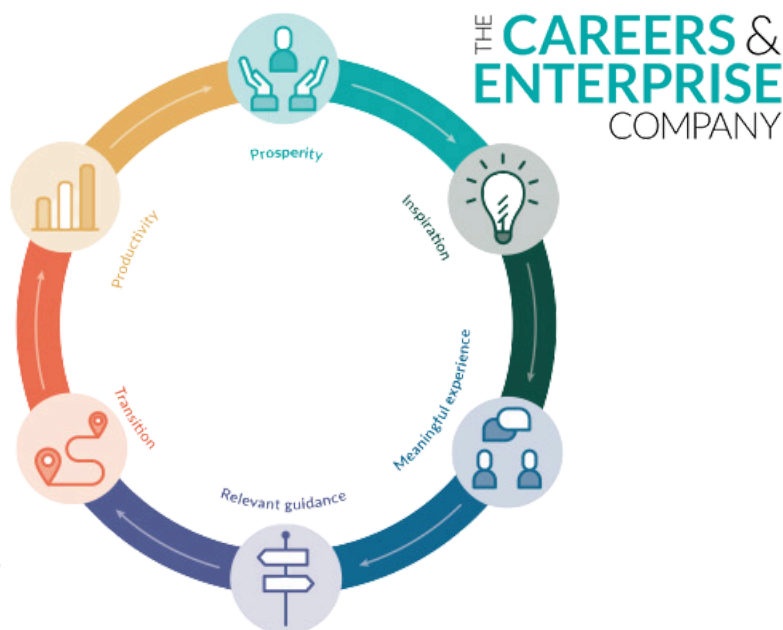 THE CAREERS &
ENTERPRISE
COMPANY
Prosperity
Inspiration
Meaningful experience
Relevant guidance
Transition
Productivity